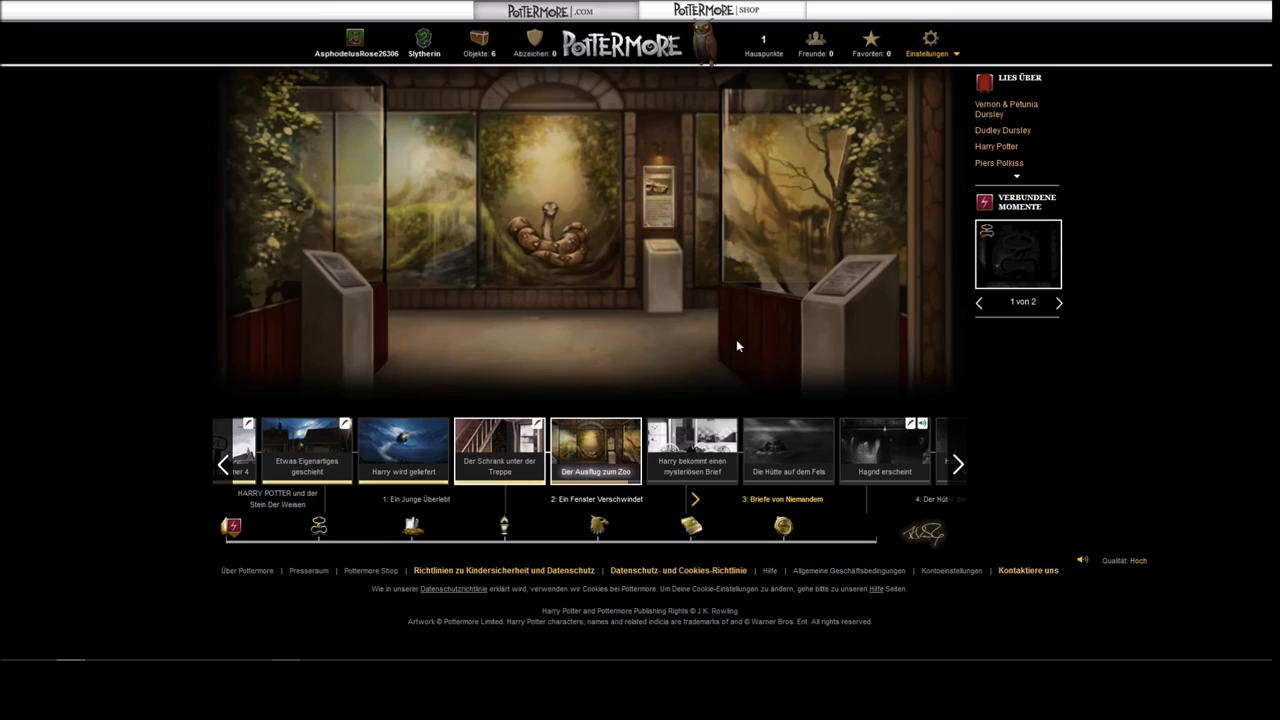 POTTERMORE .COM
POTTERMORE SHOP
AsphodelusRose26306
Slytherin
Objekte: 6
Abzeichen: 0
POTTERMORE
1
Hauspunkte
Freunde: 0
Favoriten: 0
Einstellungen
LIES ÜBER
Vernon & Petunia
Dursley
Dudley Dursley
Harry Potter
Piers Polkiss
VERBUNDENE
MOMENTE
1 von 2
ner 4
Etwas Eigenartiges
geschieht
Harry wird geliefert
Der Schrank unter der
Treppe
Der Ausflug zum Zoo
Harry bekommt einen
mysteriösen Brief
Die Hütte auf dem Fels
Hagrid erscheint
HARRY POTTER und der
Stein Der Weisen
1: Ein Junge Überlebt
2: Ein Fenster Verschwindet
3: Briefe von Niemandem
4: Der Hüter der
Qualität: Hoch
Über Pottermore | Presseraum | Pottermore Shop | Richtlinien zu Kindersicherheit und Datenschutz | Datenschutz- und Cookies-Richtlinie | Hilfe | Allgemeine Geschäftsbedingungen | Kontoeinstellungen | Kontaktiere uns
Wie in unserer Datenschutzrichtlinie erklärt wird, verwenden wir Cookies bei Pottermore. Um Deine Cookie-Einstellungen zu ändern, gehe bitte zu unseren Hilfe Seiten.
Harry Potter and Pottermore Publishing Rights © J.K. Rowling
Artwork © Pottermore Limited. Harry Potter characters, names and related indicia are trademarks of and © Warner Bros. Ent. All rights reserved.